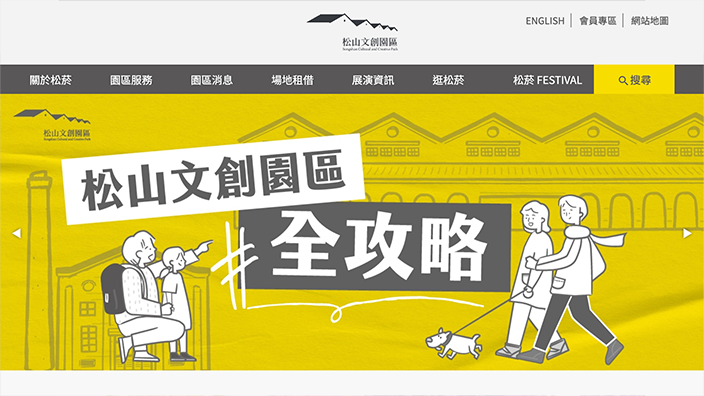 松山文創園區
Songshan Cultural and Creative Park
ENGLISH 會員專區 網站地圖
關於松菸 園區服務 園區消息 場地租借 展演資訊 逛松菸 松菸 FESTIVAL 搜尋
松山文創園區
Songshan Cultural and Creative Park
松山文創園區
#全攻略